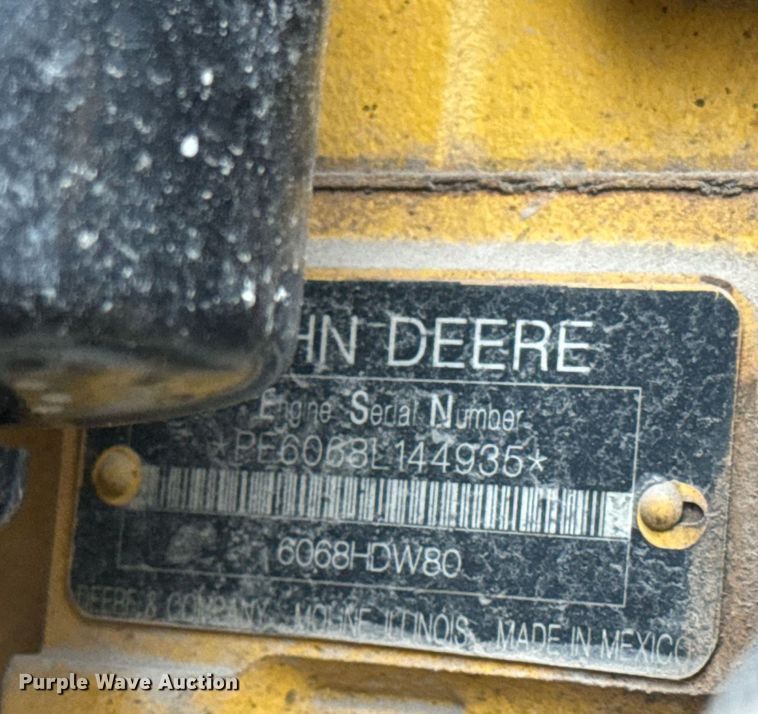 HN DEERE
Engine Serial Number
*PE6068L144935*
6068HDW80
DEERE & COMPANY MOLINE ILLINOIS MADE IN MEXICO
Purple Wave Auction